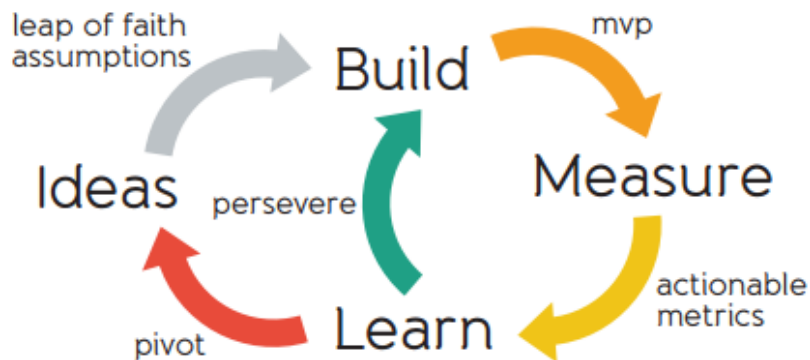 leap of faith
assumptions
Build
mvp
Ideas
persevere
Measure
pivot
Learn
actionable
metrics